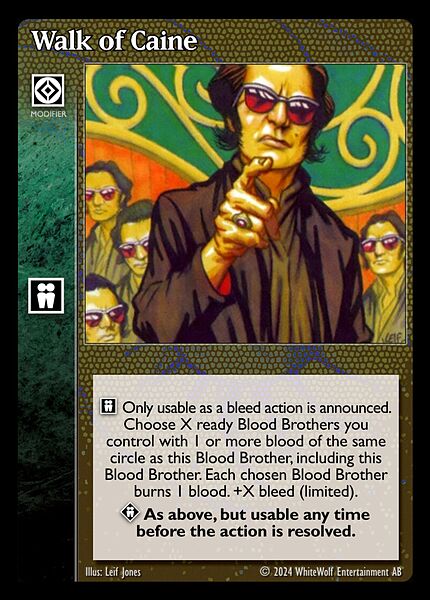 Walk of Caine
MODIFIER
LEIF
Only usable as a bleed action is announced.
Choose X ready Blood Brothers you
control with 1 or more blood of the same
circle as this Blood Brother, including this
Blood Brother. Each chosen Blood Brother
burns 1 blood. +X bleed (limited).
As above, but usable any time
before the action is resolved.
Illus: Leif Jones © 2024 WhiteWolf Entertainment AB